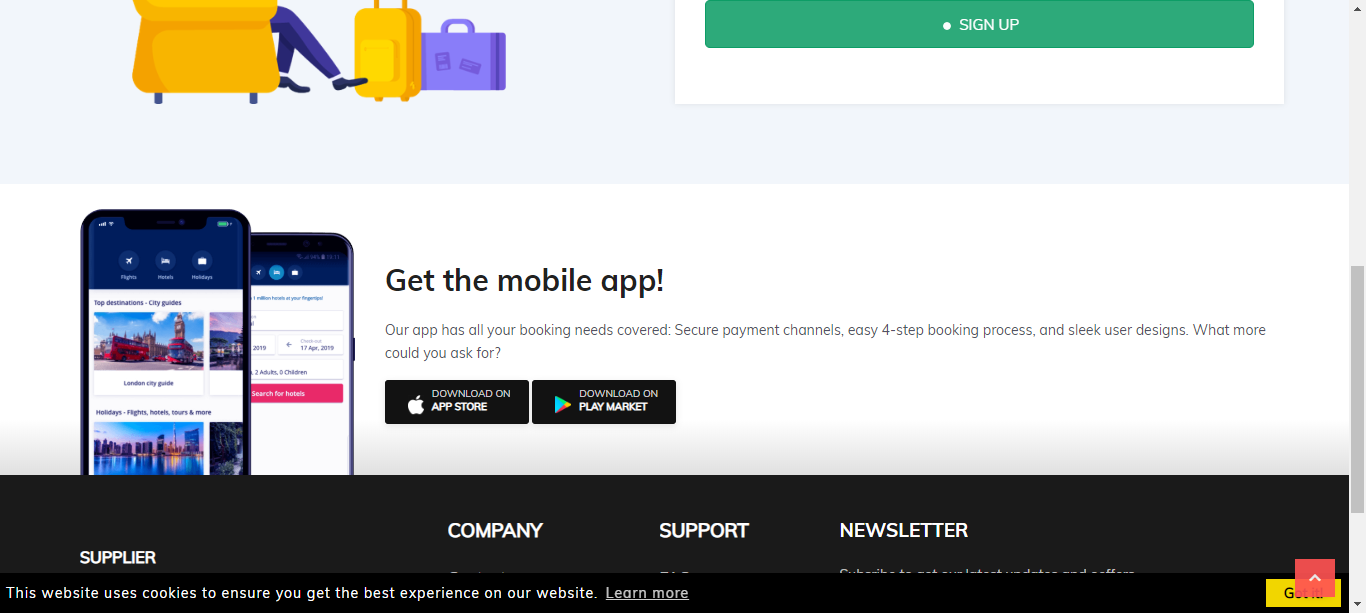 SIGN UP
Flights Hotels Holidays
Top destinations - City guides
1 million hotels at your fingertips!
Check-out
2019 17 Apr, 2019
2 Adults, 0 Children
London city guide
Search for hotels
Holidays - Flights, hotels, tours & more
Get the mobile app!
Our app has all your booking needs covered: Secure payment channels, easy 4-step booking process, and sleek user designs. What more
could you ask for?
DOWNLOAD ON DOWNLOAD ON
APP STORE PLAY MARKET
COMPANY SUPPORT NEWSLETTER
SUPPLIER
Subcribe to get our latest updates and oeffers
This website uses cookies to ensure you get the best experience on our website. Learn more
Got it!